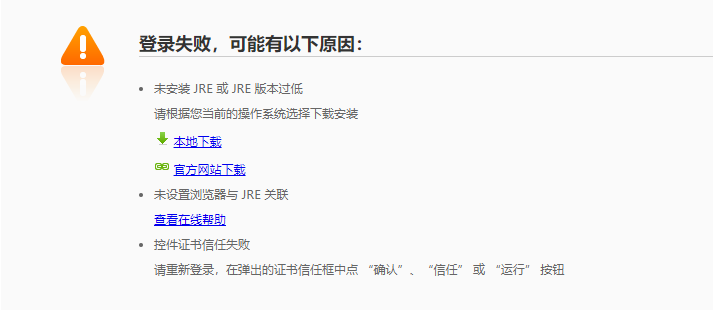 登录失败，可能有以下原因：
未安装 JRE 或 JRE 版本过低
请根据您当前的操作系统选择下载安装
本地下载
官方网站下载
未设置浏览器与 JRE 关联
查看在线帮助
控件证书信任失败
请重新登录，在弹出的证书信任框中点 “确认”、“信任” 或 “运行” 按钮